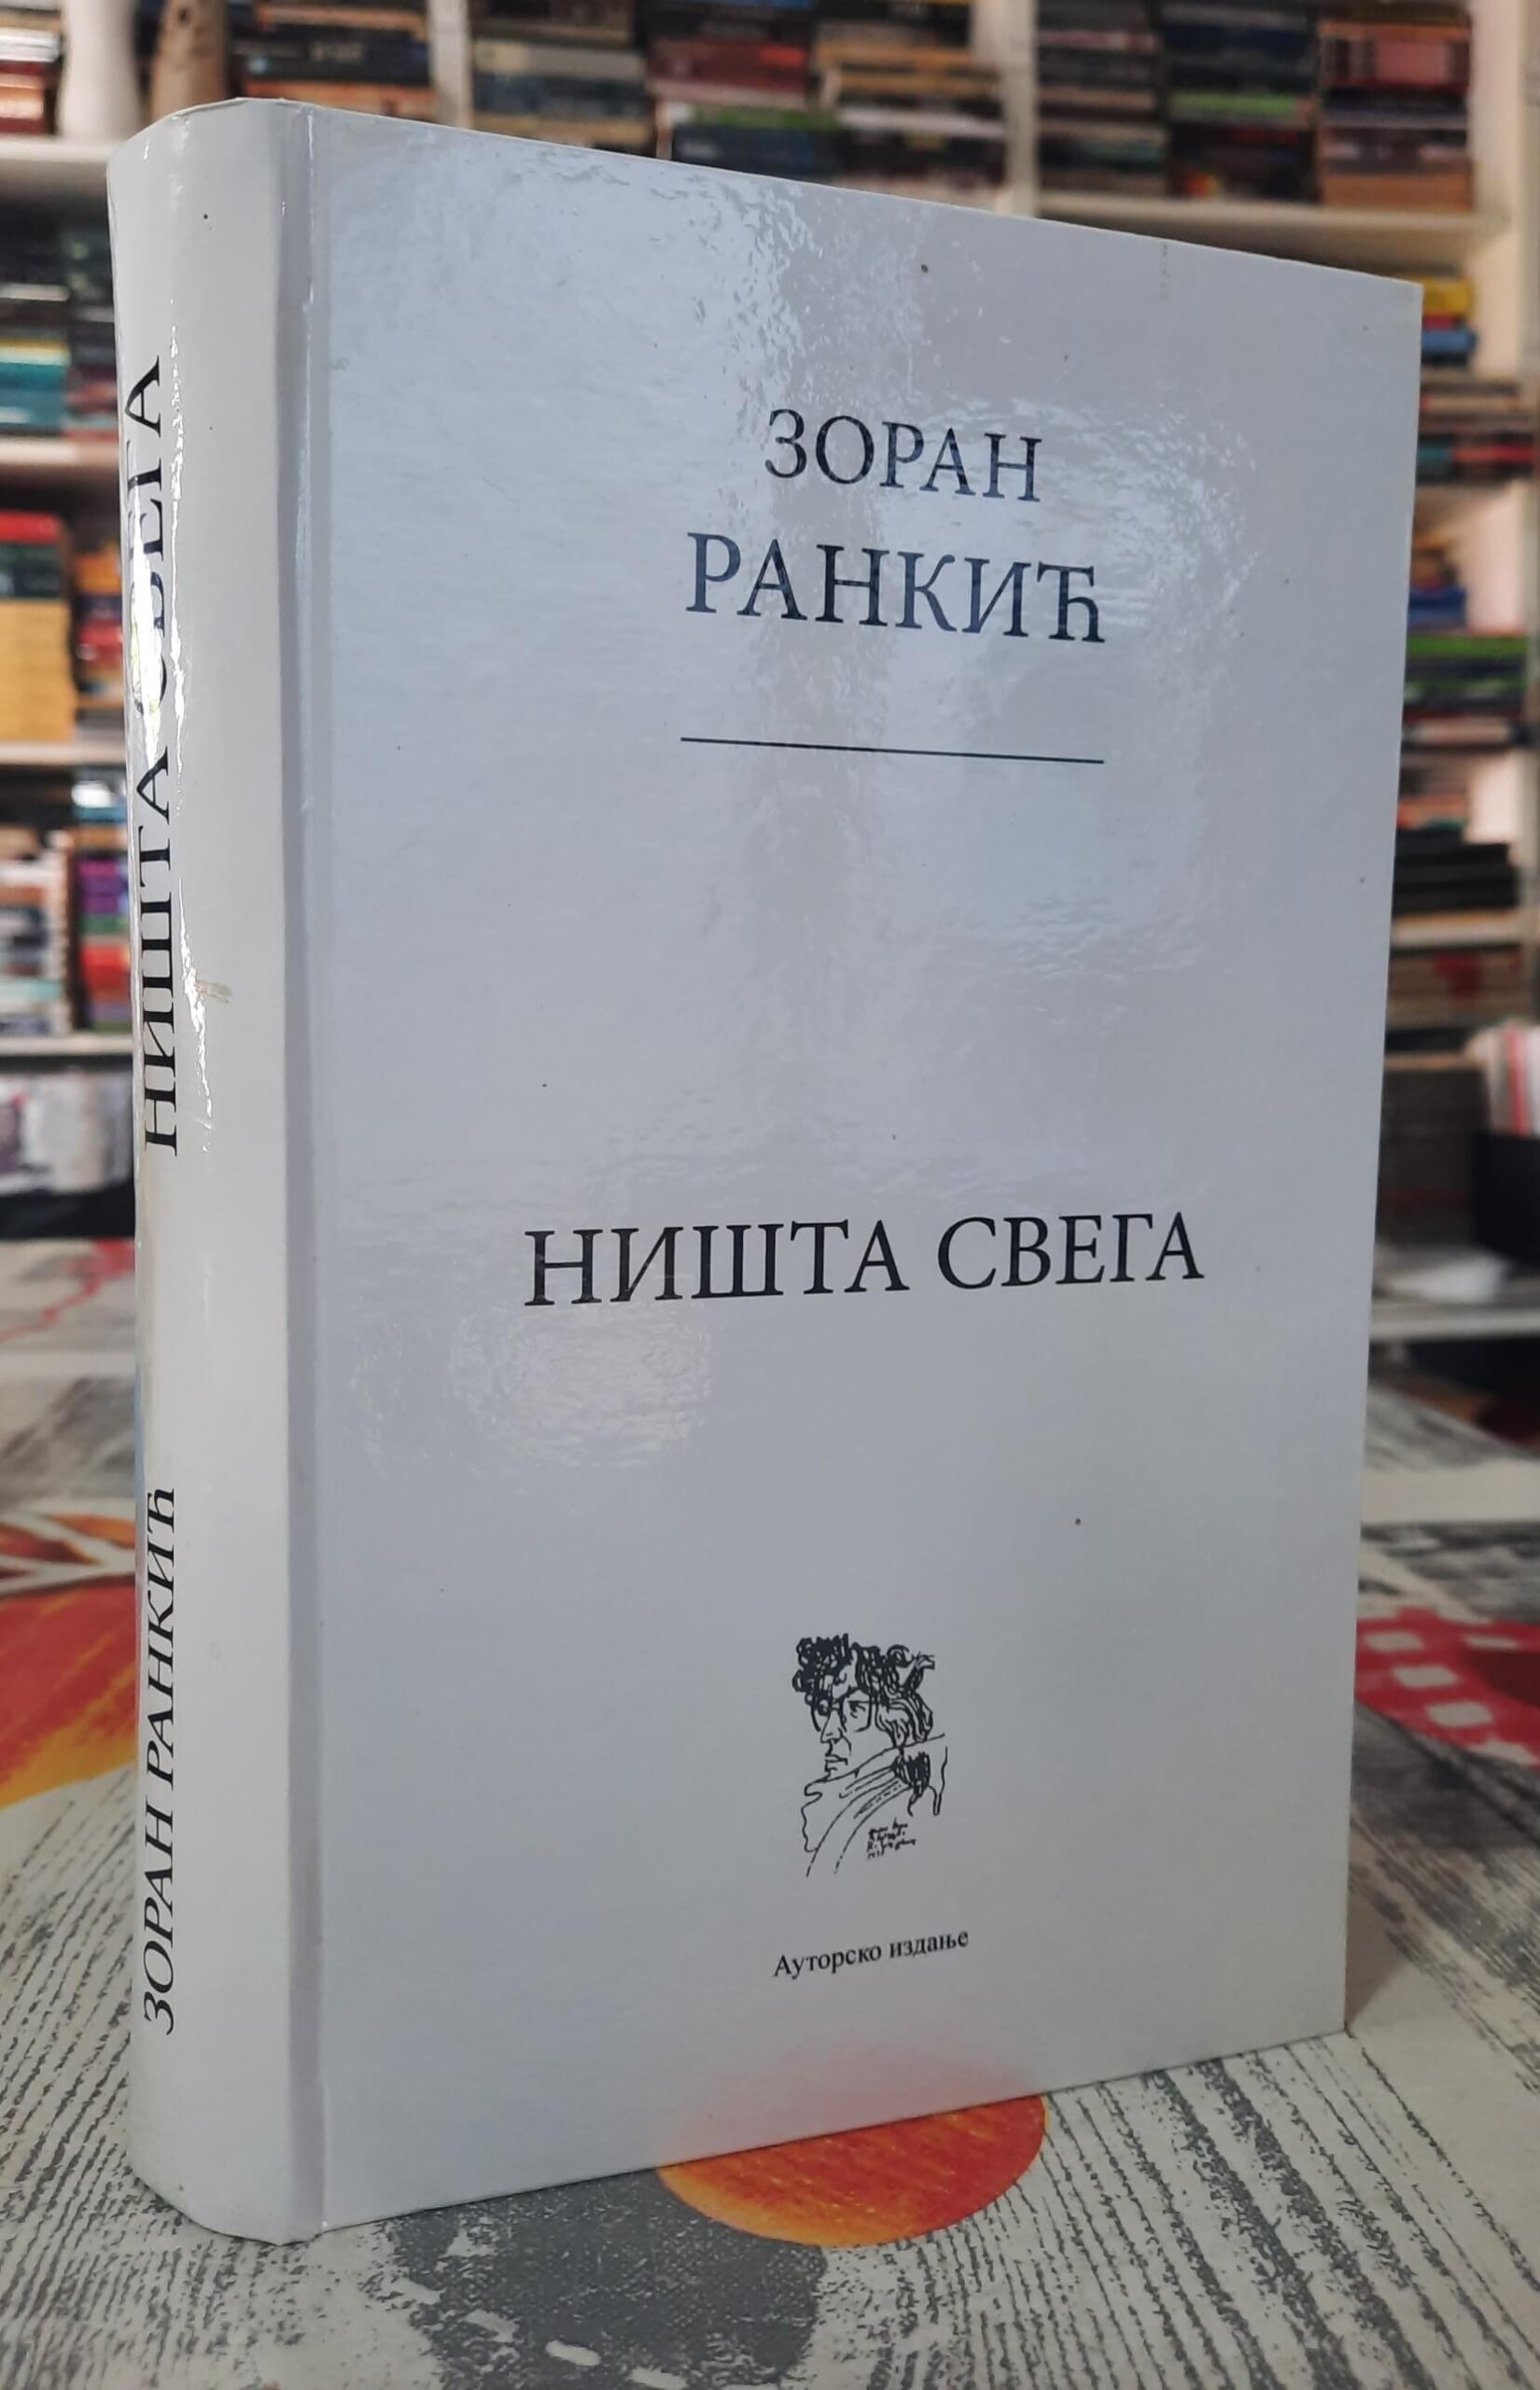 ЗОРАН
РАНКИЋ
НИШТА СВЕГА
Ауторско издање
ЗОРАН РАНКИЋ НИШТА СВЕГА